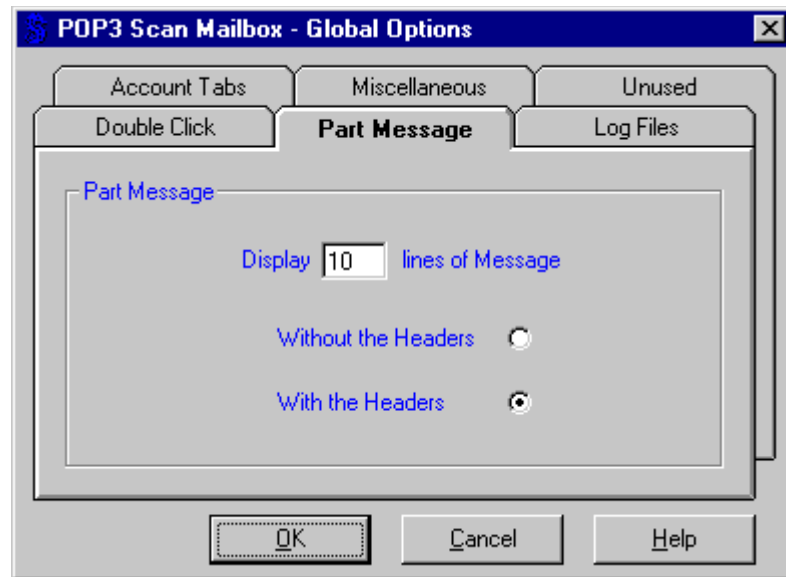 POP3 Scan Mailbox - Global Options
Account Tabs Miscellaneous Unused
Double Click Part Message Log Files
Part Message
Display 10 lines of Message
Without the Headers
With the Headers
OK Cancel Help